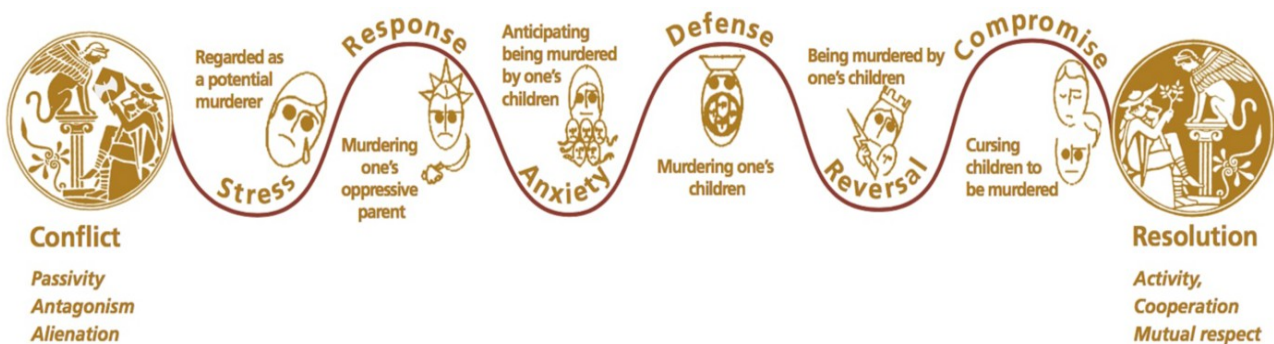 Conflict
Passivity
Antagonism
Alienation
Regarded as
a potential
murderer
Stress
Response
Murdering
one's
oppressive
parent
Anticipating
being murdered
by one's
children
Anxiety
Defense
Murdering one's
children
Being murdered by
one's children
Reversal
Compromise
Cursing
children to
be murdered
Resolution
Activity,
Cooperation
Mutual respect